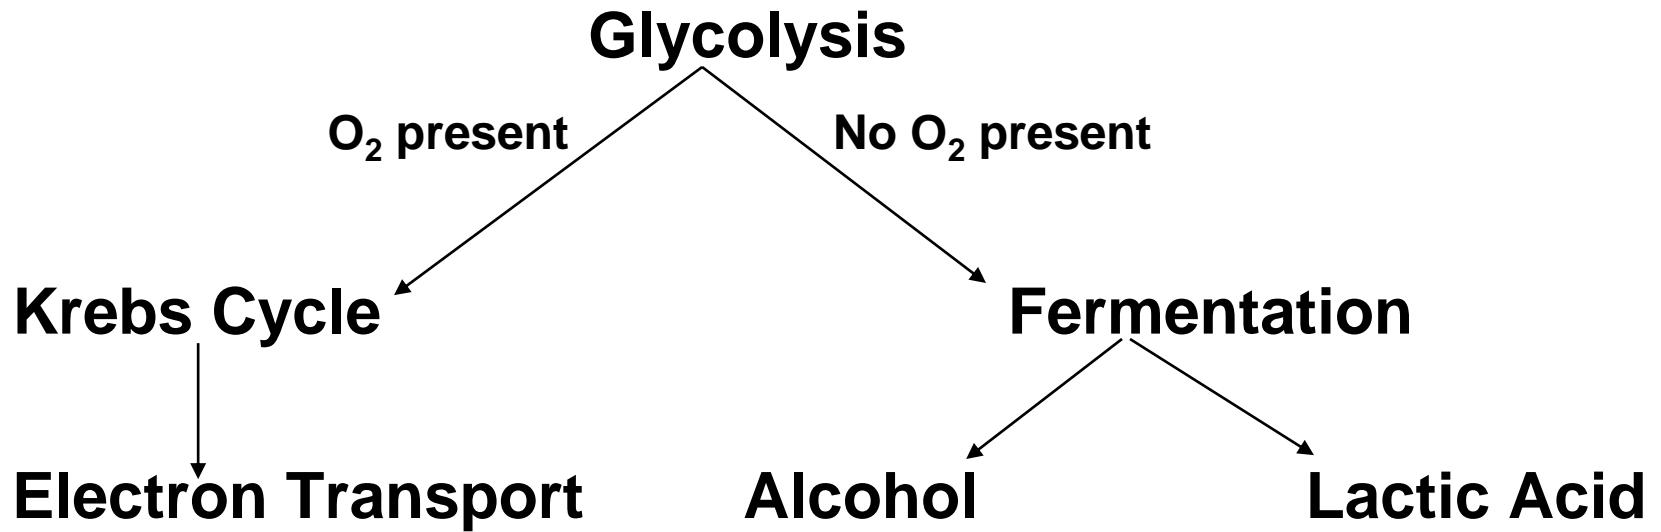 Glycolysis
O₂ present
No O₂ present
Krebs Cycle
Fermentation
Electron Transport
Alcohol
Lactic Acid